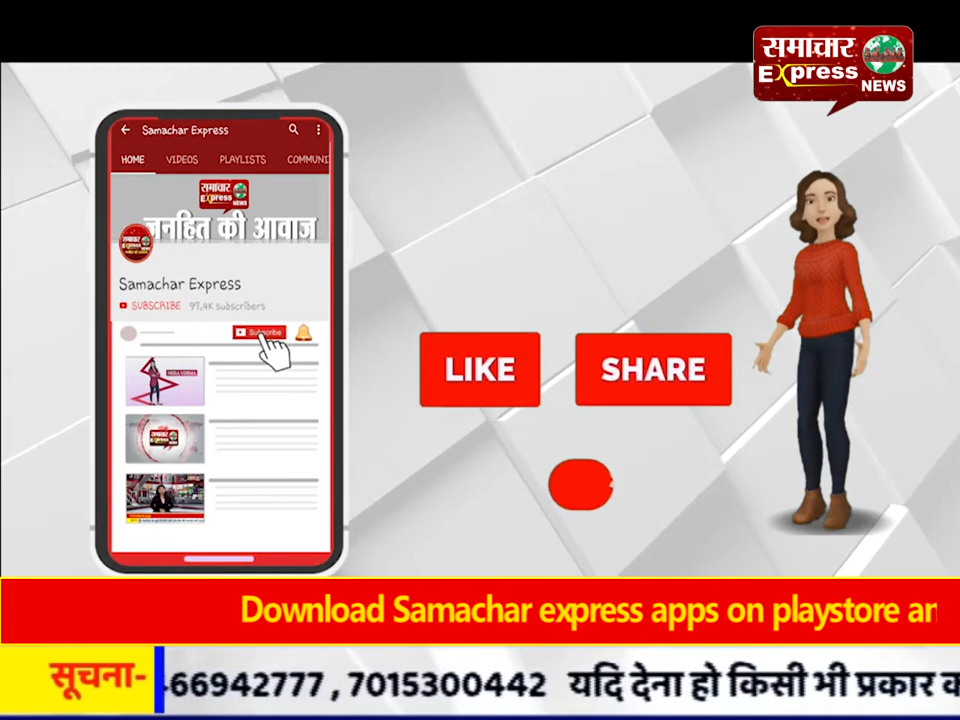 समाचार
Express
NEWS
Samachar Express
HOME VIDEOS PLAYLISTS COMMUNI
समाचार
Express
NEWS
जनहित की आवाज
Samachar Express
SUBSCRIBE 97.4K subscribers
Subscribe
LIKE SHARE
Download Samachar express apps on playstore an
सूचना- 66942777 , 7015300442 यदि देना हो किसी भी प्रकार क